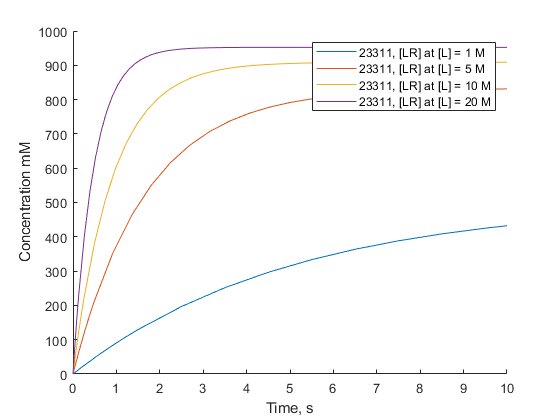 1000
900
800
700
600
500
400
300
200
100
0
Concentration mM
23311, [LR] at [L] = 1 M
23311, [LR] at [L] = 5 M
23311, [LR] at [L] = 10 M
23311, [LR] at [L] = 20 M
0 1 2 3 4 5 6 7 8 9 10
Time, s